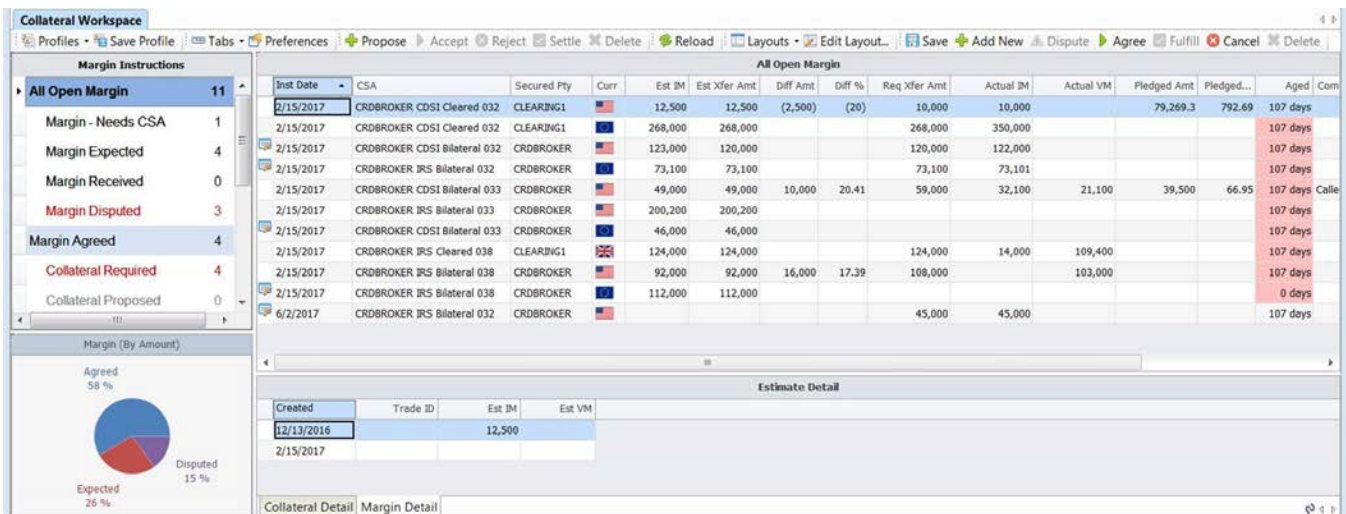 Collateral Workspace
Profiles Save Profile Tabs Preferences Propose Accept Reject Settle Delete Reload Layouts Edit Layout... Save Add New Dispute Agree Fulfill Cancel Delete
Margin Instructions
All Open Margin 11
Margin - Needs CSA 1
Margin Expected 4
Margin Received 0
Margin Disputed 3
Margin Agreed 4
Collateral Required 4
Collateral Proposed 0
Margin (By Amount)
Agreed
58 %
Disputed
15 %
Expected
26 %
All Open Margin
Inst Date CSA Secured Pty Curr Est IM Est Xfer Amt Diff Amt Diff % Req Xfer Amt Actual IM Actual VM Pledged Amt Pledged... Aged Com
2/15/2017 CRDBROKER CDSI Cleared 032 CLEARING1 12,500 12,500 (2,500) (20) 10,000 10,000 79,269.3 792.69 107 days
2/15/2017 CRDBROKER CDSI Cleared 032 CLEARING1 268,000 268,000 268,000 350,000 107 days
2/15/2017 CRDBROKER CDSI Bilateral 032 CRDBROKER 123,000 120,000 120,000 122,000 107 days
2/15/2017 CRDBROKER IRS Bilateral 032 CRDBROKER 73,100 73,100 73,100 73,101 107 days
2/15/2017 CRDBROKER CDSI Bilateral 033 CRDBROKER 49,000 49,000 10,000 20.41 59,000 32,100 21,100 39,500 66.95 107 days Calle
2/15/2017 CRDBROKER IRS Bilateral 033 CRDBROKER 200,200 200,200 107 days
2/15/2017 CRDBROKER CDSI Bilateral 033 CRDBROKER 46,000 46,000 107 days
2/15/2017 CRDBROKER IRS Cleared 038 CLEARING1 124,000 124,000 124,000 14,000 109,400 107 days
2/15/2017 CRDBROKER IRS Bilateral 038 CRDBROKER 92,000 92,000 16,000 17.39 108,000 103,000 107 days
2/15/2017 CRDBROKER IRS Bilateral 038 CRDBROKER 112,000 112,000 0 days
6/2/2017 CRDBROKER IRS Bilateral 032 CRDBROKER 45,000 45,000 107 days
Estimate Detail
Created Trade ID Est IM Est VM
12/13/2016 12,500
2/15/2017
Collateral Detail Margin Detail